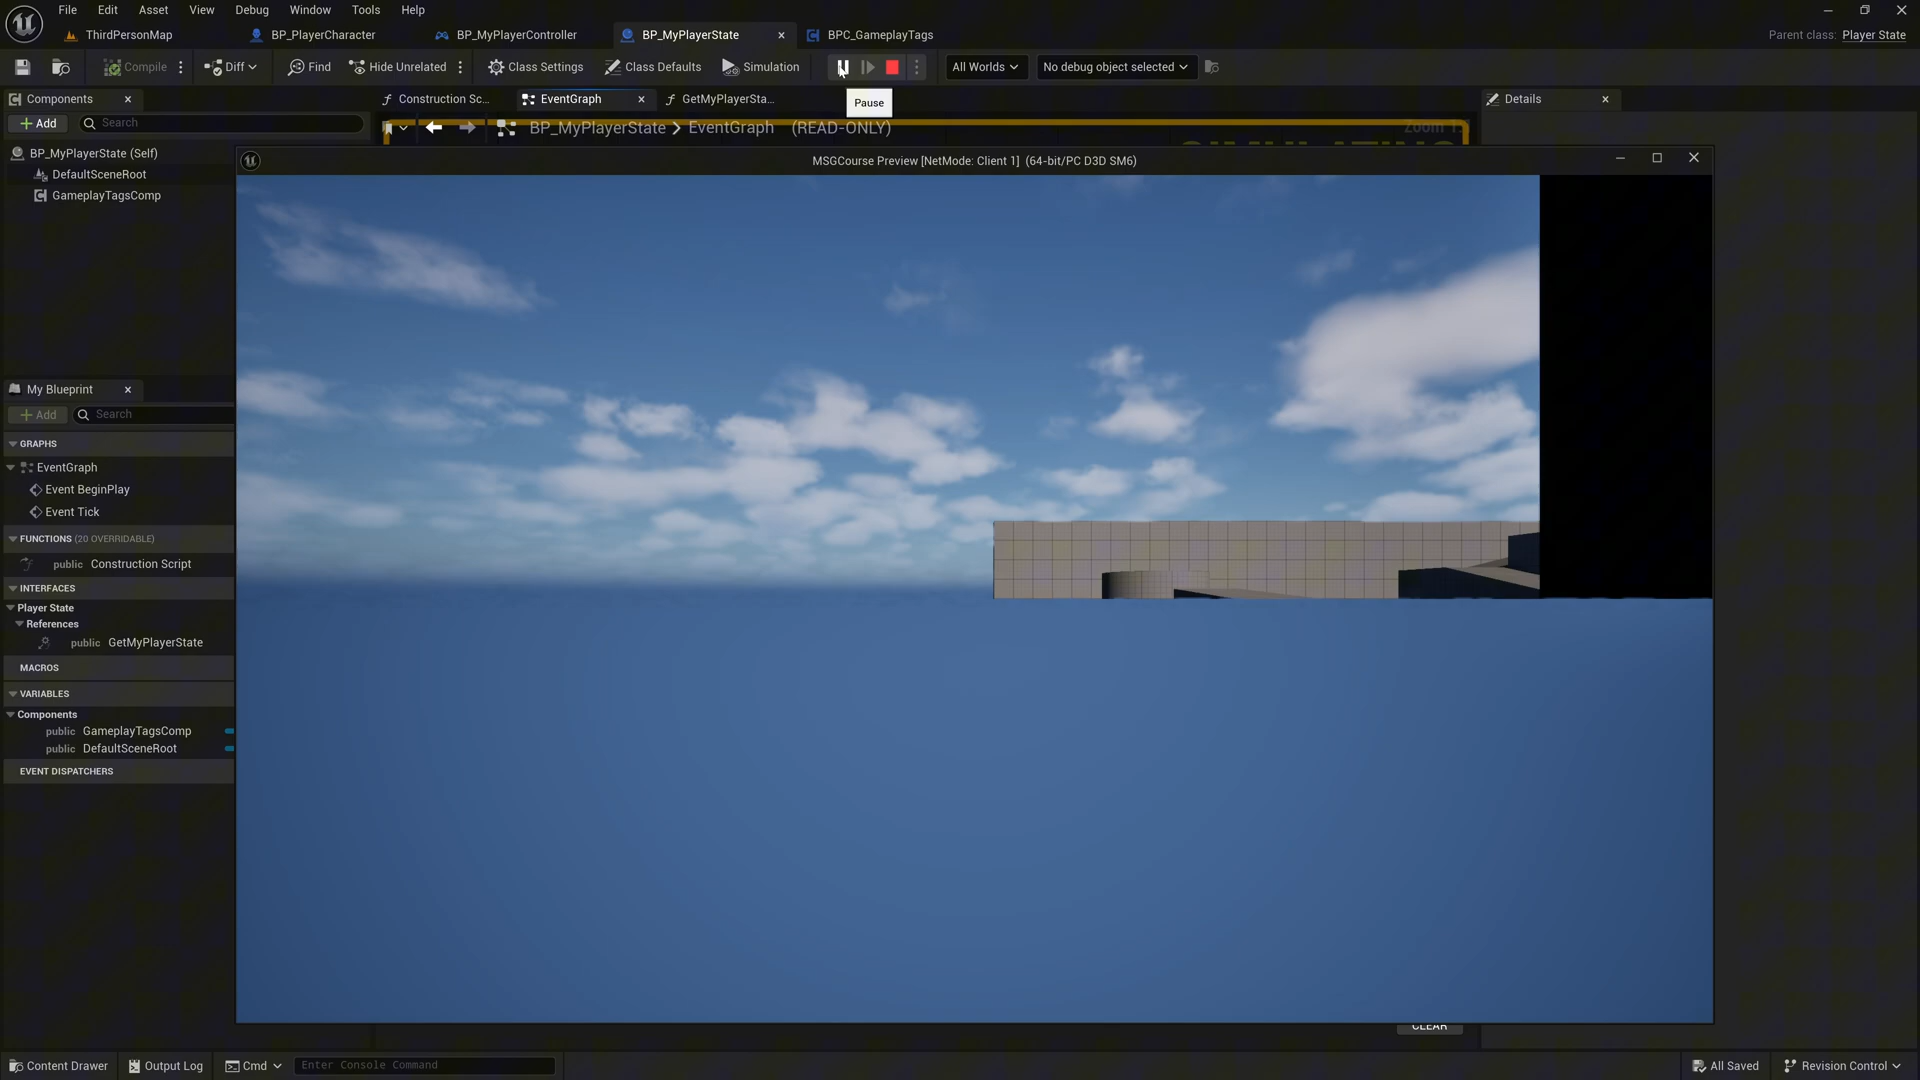 File Edit Asset View Debug Window Tools Help
ThirdPersonMap BP_PlayerCharacter BP_MyPlayerController BP_MyPlayerState BPC_GameplayTags Parent class: Player State
Compile Diff Find Hide Unrelated Class Settings Class Defaults Simulation All Worlds No debug object selected
Components Construction Sc... EventGraph GetMyPlayerSta... Pause Details
Add Search BP_MyPlayerState EventGraph (READ-ONLY)
SIMULATING
BP_MyPlayerState (Self)
MSGCourse Preview [NetMode: Client 1] (64-bit/PC D3D SM6)
DefaultSceneRoot
GameplayTagsComp
My Blueprint
Add Search
GRAPHS
EventGraph
Event BeginPlay
Event Tick
FUNCTIONS (20 OVERRIDABLE)
public Construction Script
INTERFACES
Player State
References
public GetMyPlayerState
MACROS
VARIABLES
Components
public GameplayTagsComp
public DefaultSceneRoot
EVENT DISPATCHERS
CLEAR
Content Drawer Output Log Cmd Enter Console Command All Saved Revision Control